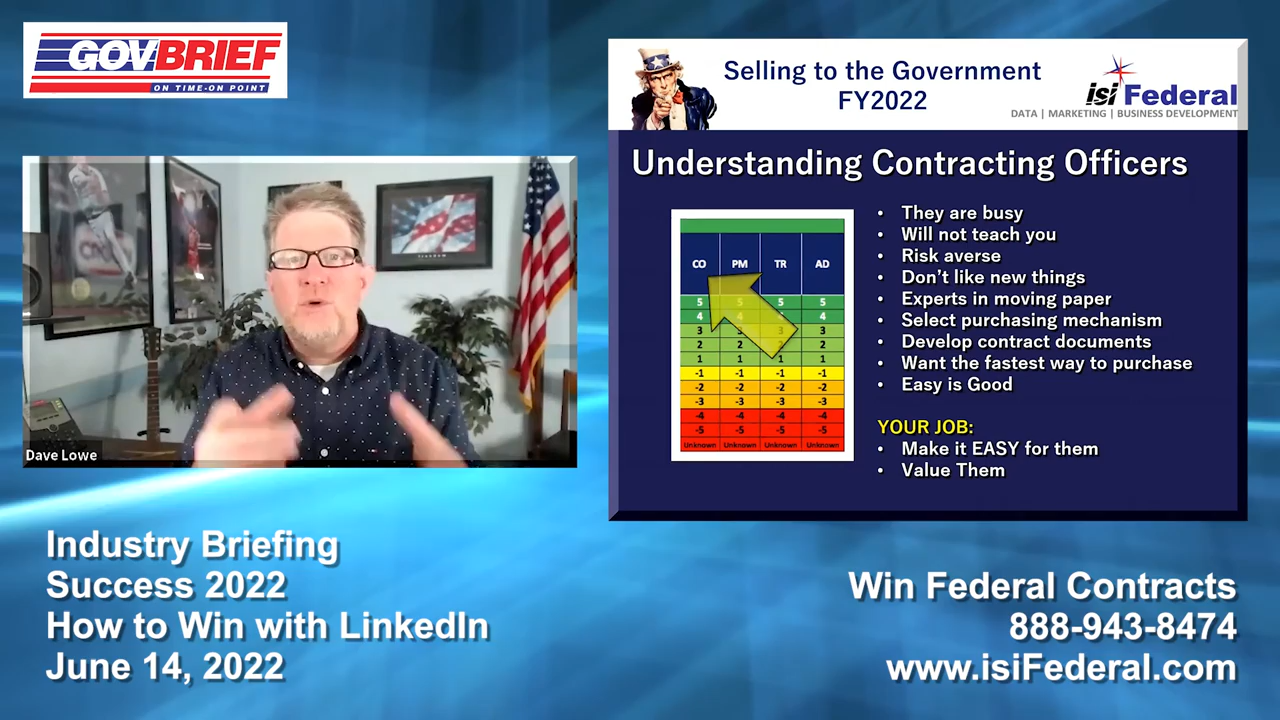 GOVBRIEF
ON TIME-ON POINT
Dave Lowe
Industry Briefing
Success 2022
How to Win with LinkedIn
June 14, 2022
Selling to the Government
FY2022
isi Federal
DATA | MARKETING | BUSINESS DEVELOPMENT
Understanding Contracting Officers
CO PM TR AD
5 5 5 5
4 4 4
3 3 3 3
2 2 2
1 1 1 1
-1 -1 -1 -1
-2 -2 -2 -2
-3 -3 -3 -3
-4 -4 -4 -4
-5 -5 -5 -5
Unknown Unknown Unknown Unknown
• They are busy
• Will not teach you
• Risk averse
• Don't like new things
• Experts in moving paper
• Select purchasing mechanism
• Develop contract documents
• Want the fastest way to purchase
• Easy is Good
YOUR JOB:
• Make it EASY for them
• Value Them
Win Federal Contracts
888-943-8474
www.isiFederal.com